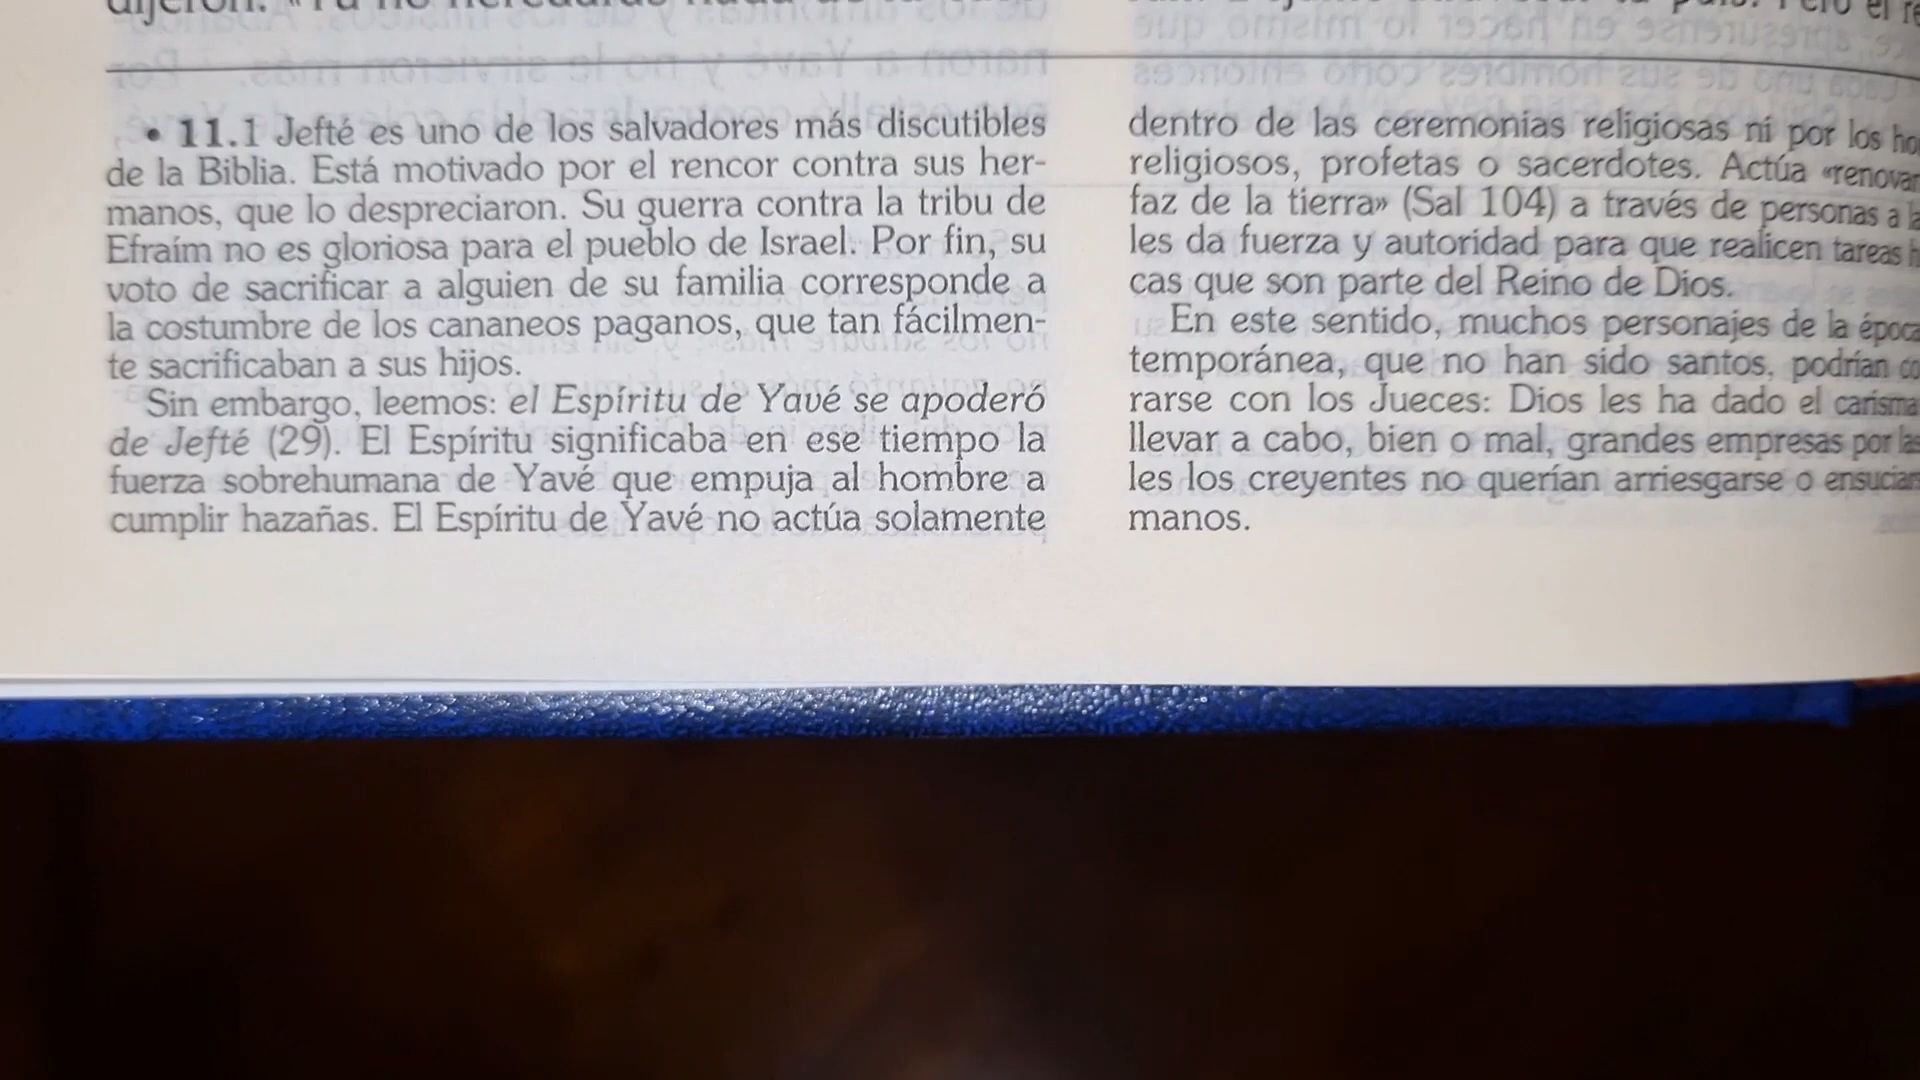 • 11.1 Jefté es uno de los salvadores más discutibles
de la Biblia. Está motivado por el rencor contra sus her-
manos, que lo despreciaron. Su guerra contra la tribu de
Efraím no es gloriosa para el pueblo de Israel. Por fin, su
voto de sacrificar a alguien de su familia corresponde a
la costumbre de los cananeos paganos, que tan fácilmen-
te sacrificaban a sus hijos.
Sin embargo, leemos: el Espíritu de Yavé se apoderó
de Jefté (29). El Espíritu significaba en ese tiempo la
fuerza sobrehumana de Yavé que empuja al hombre a
cumplir hazañas. El Espíritu de Yavé no actúa solamente
dentro de las ceremonias religiosas ni por los
religiosos, profetas o sacerdotes. Actúa
faz de la tierra» (Sal 104) a través de personas a
les da fuerza y autoridad para que realicen tareas
cas que son parte del Reino de Dios.
En este sentido, muchos personajes de la época
temporánea, que no han sido santos, podrían
rarse con los Jueces: Dios les ha dado el carisma
llevar a cabo, bien o mal, grandes empresas por
les los creyentes no querían arriesgarse o
manos.